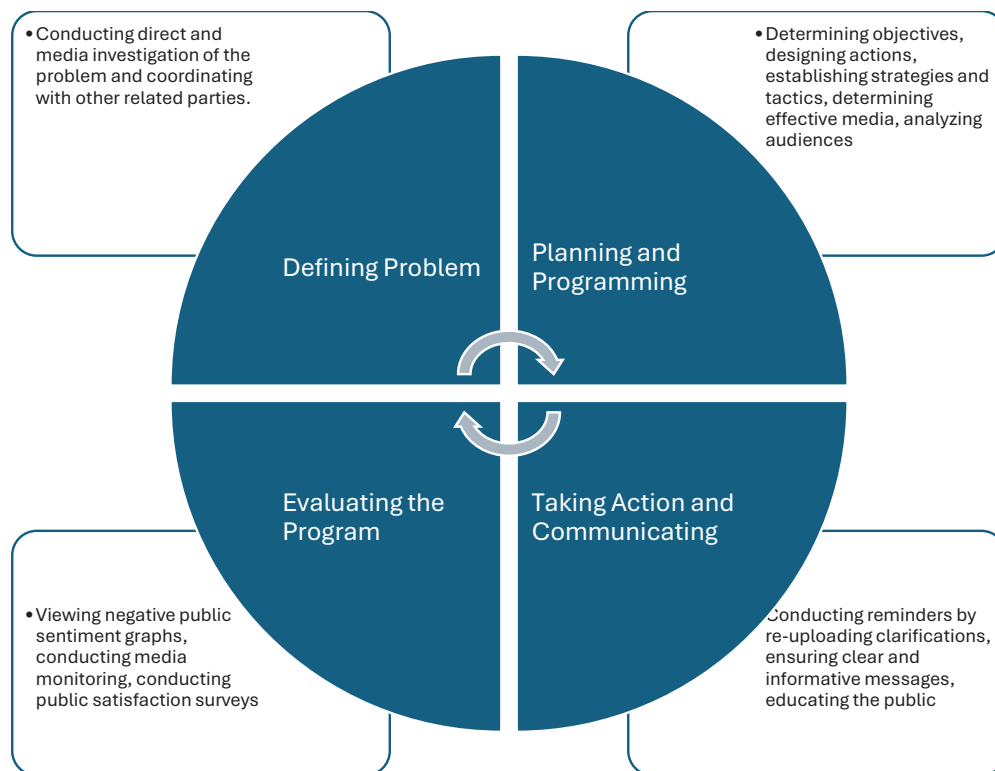 •Conducting direct and
media investigation of the
problem and coordinating
with other related parties.
•Determining objectives,
designing actions,
establishing strategies and
tactics, determining
effective media, analyzing
audiences
Defining Problem
Planning and
Programming
Evaluating the
Program
Taking Action and
Communicating
•Viewing negative public
sentiment graphs,
conducting media
monitoring, conducting
public satisfaction surveys
Conducting reminders by
re-uploading clarifications,
ensuring clear and
informative messages,
educating the public